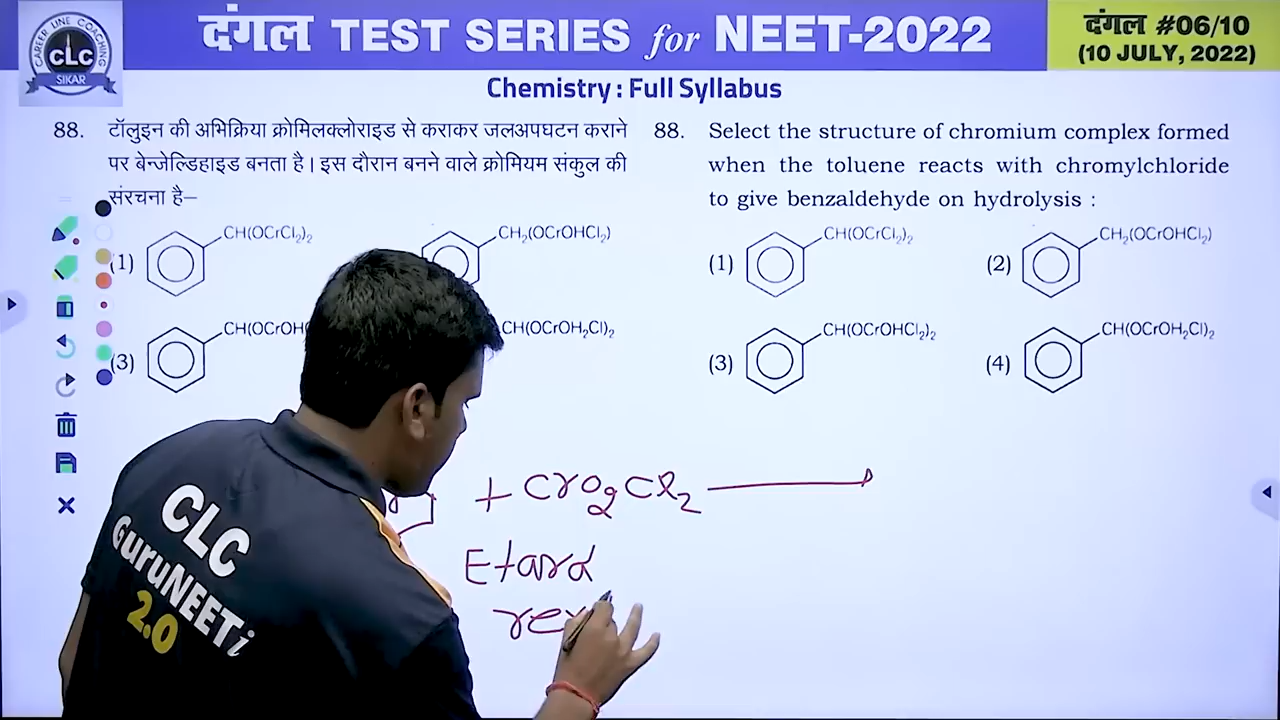 CAREER LINE COACHING
CLC
SIKAR
दंगल TEST SERIES for NEET-2022
दंगल #06/10
(10 JULY, 2022)
Chemistry : Full Syllabus
88. टॉलुइन की अभिक्रिया क्रोमिलक्लोराइड से कराकर जलअपघटन कराने
पर बेन्जेल्डिहाइड बनता है। इस दौरान बनने वाले क्रोमियम संकुल की
संरचना है–
(1) CH(OCrCl₂)₂
CH₂(OCrOHCl₂)
(3) CH(OCrOH
CH(OCrOH₂Cl)₂
88. Select the structure of chromium complex formed
when the toluene reacts with chromylchloride
to give benzaldehyde on hydrolysis :
(1) CH(OCrCl₂)₂
(2) CH₂(OCrOHCl₂)
(3) CH(OCrOHCl₂)₂
(4) CH(OCrOH₂Cl)₂
+ CrO₂Cl₂
Etard
CLC
GuruNEETi
2.0